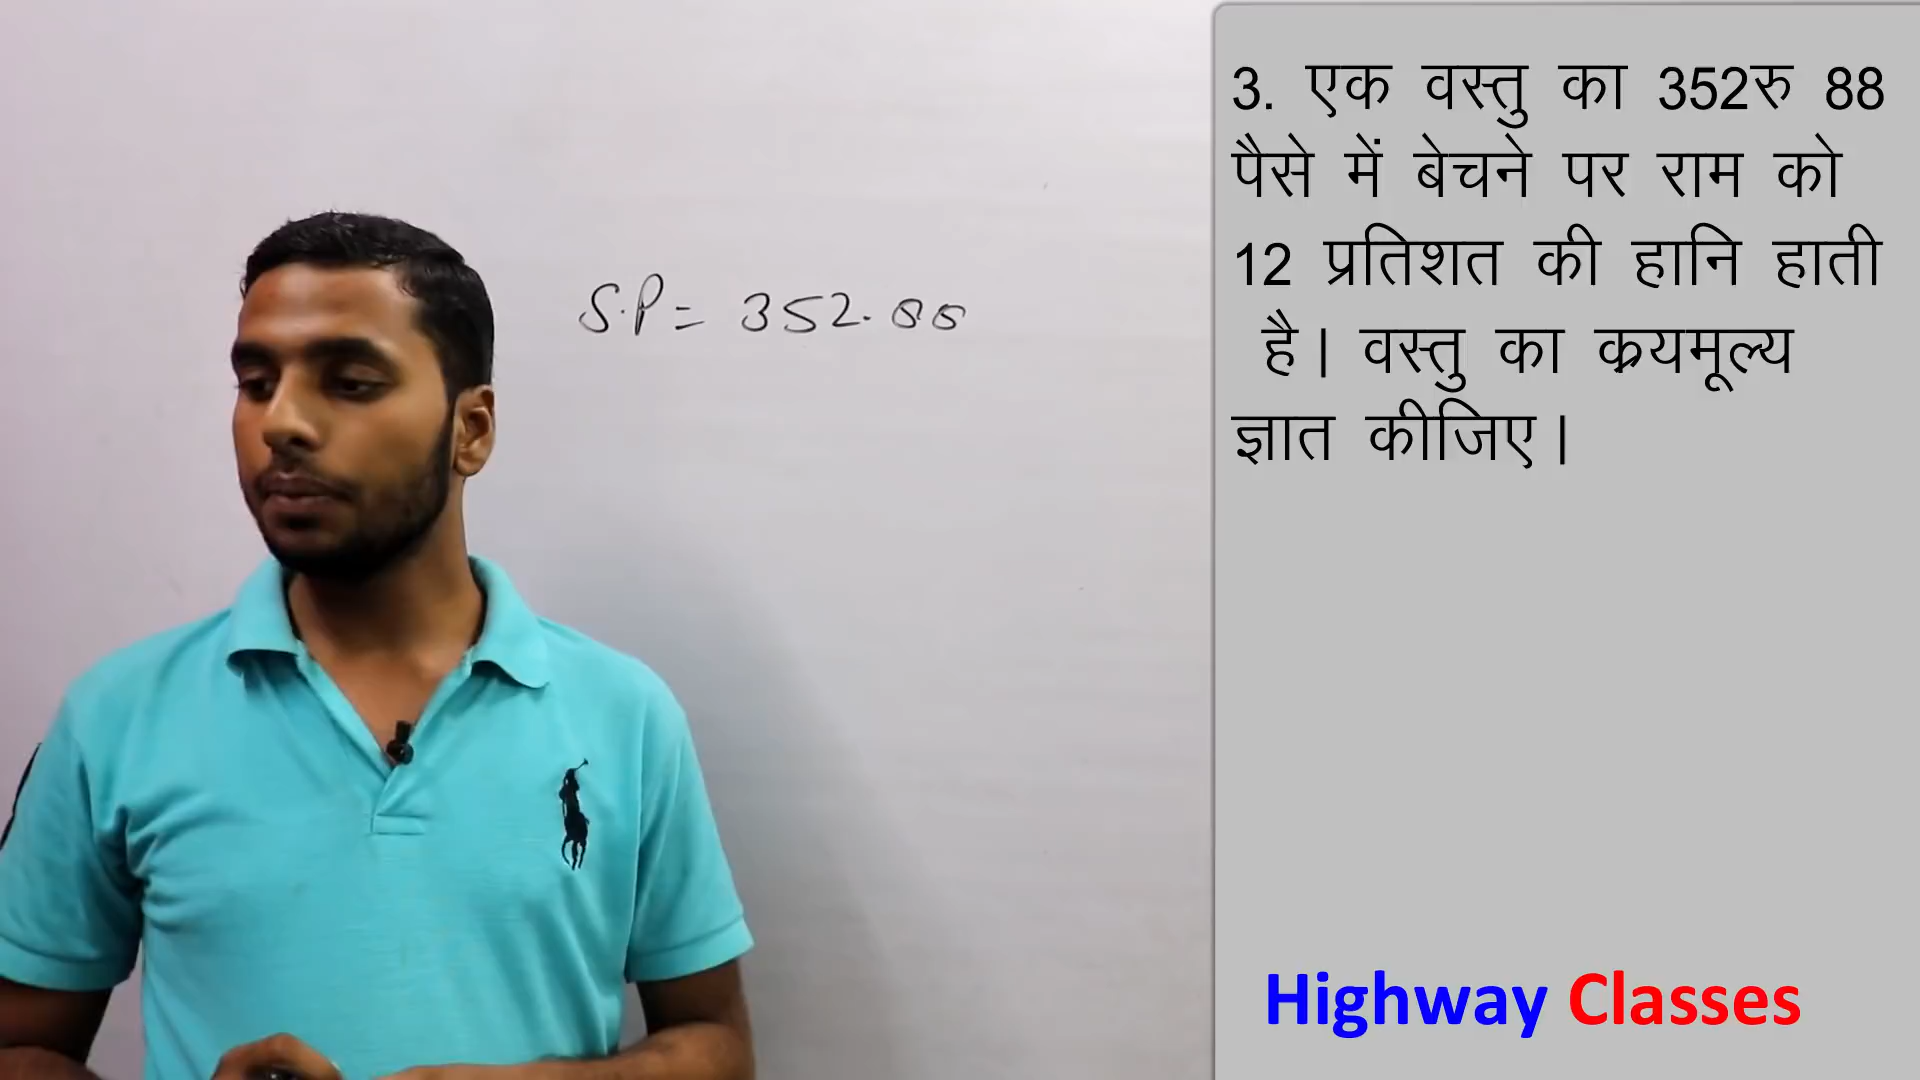 S.P = 352.88
3. एक वस्तु का 352रु 88
पैसे में बेचने पर राम को
12 प्रतिशत की हानि हाती
है। वस्तु का क्रयमूल्य
ज्ञात कीजिए।
Highway Classes